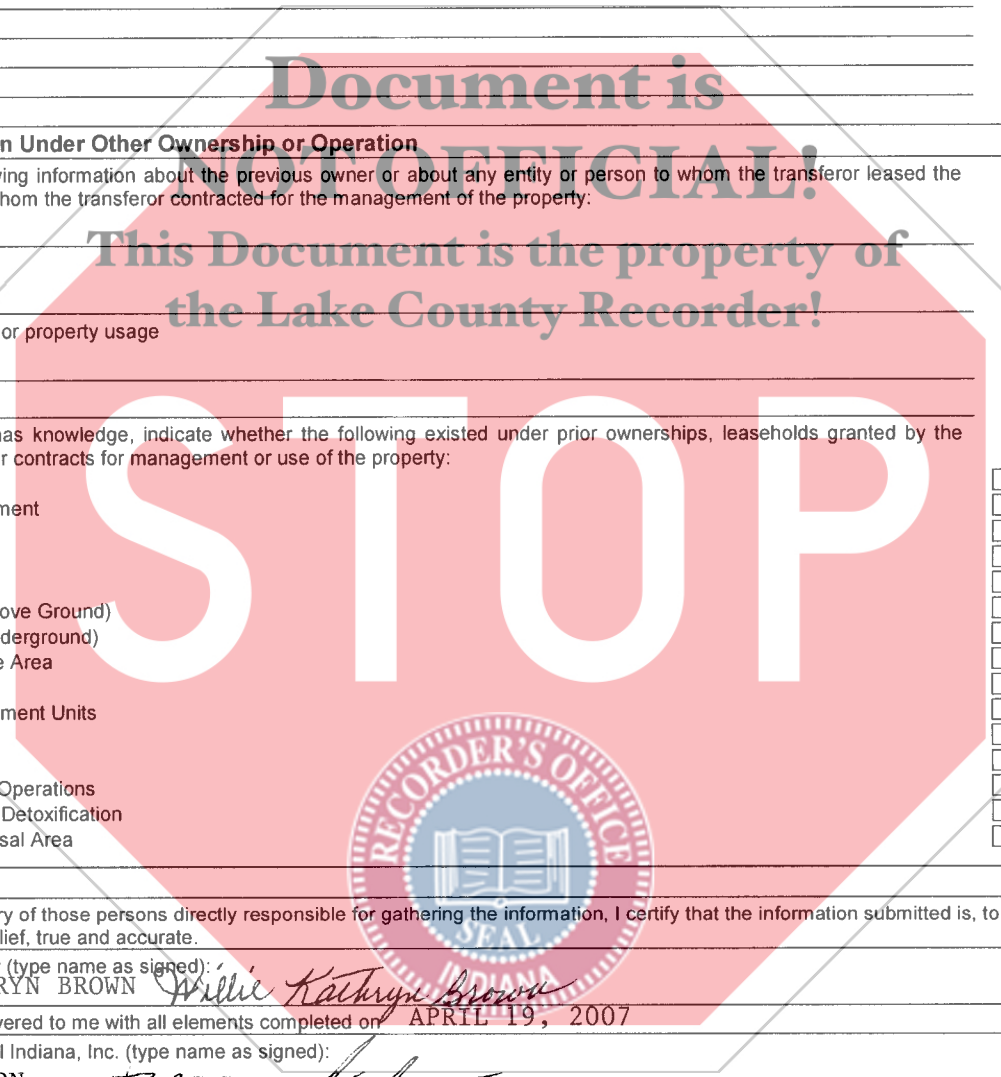 Document is
n Under Other Ownership or Operation
NOT OFFICIAL!
ving information about the previous owner or about any entity or person to whom the transferor leased the
hom the transferor contracted for the management of the property:
This Document is the property of
the Lake County Recorder!
or property usage
STOP
has knowledge, indicate whether the following existed under prior ownerships, leaseholds granted by the
r contracts for management or use of the property:
ment
ove Ground)
derground)
e Area
ment Units
Operations
Detoxification
sal Area
RECORDER'S OFFICE
SEAL
INDIANA
ry of those persons directly responsible for gathering the information, I certify that the information submitted is, to
lief, true and accurate.
(type name as signed):
RYN BROWN Willie Kathryn Brown
vered to me with all elements completed on APRIL 19, 2007
l Indiana, Inc. (type name as signed):